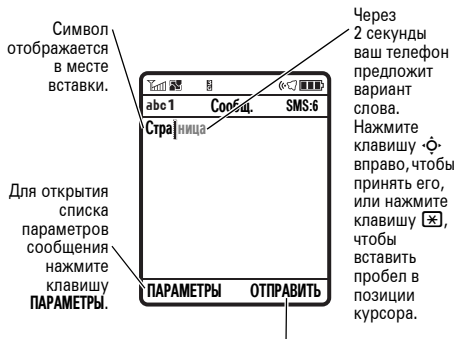 Символ
отображается
в месте
вставки.
Через
2 секунды
ваш телефон
предложит
вариант
слова.
Нажмите
клавишу
вправо, чтобы
принять его,
или нажмите
клавишу *,
чтобы
вставить
пробел в
позиции
курсора.
abc 1 Сообщ. SMS:6
Страница
Для открытия
списка
параметров
сообщения
нажмите
клавишу
ПАРАМЕТРЫ.
ПАРАМЕТРЫ ОТПРАВИТЬ